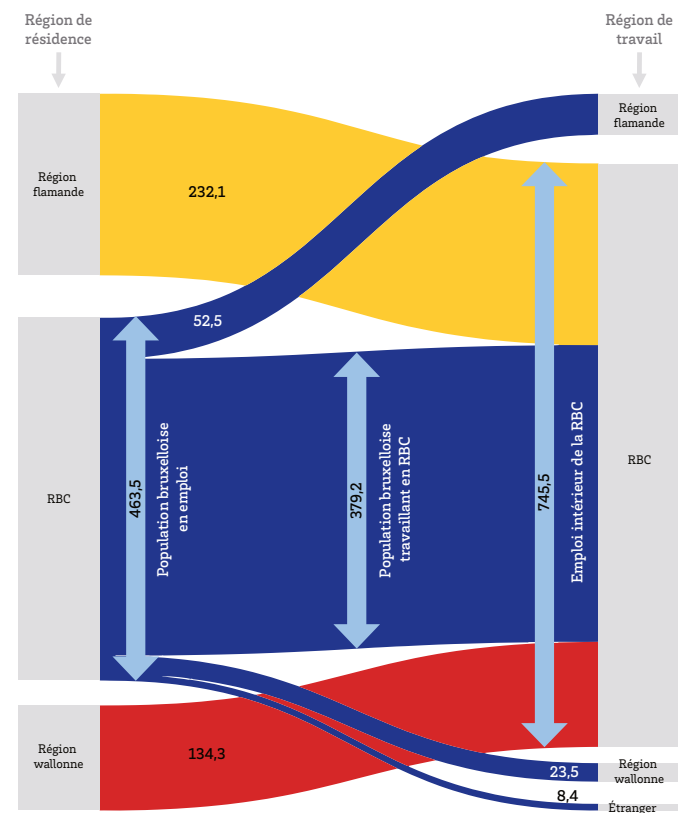 Région de
résidence
Région de
travail
Région
flamande
Région
flamande
232,1
52,5
RBC
463,5
Population bruxelloise
en emploi
379,2
Population bruxelloise
travaillant en RBC
745,5
Emploi intérieur de la RBC
RBC
Région
wallonne
134,3
23,5
Région
wallonne
8,4
Étranger